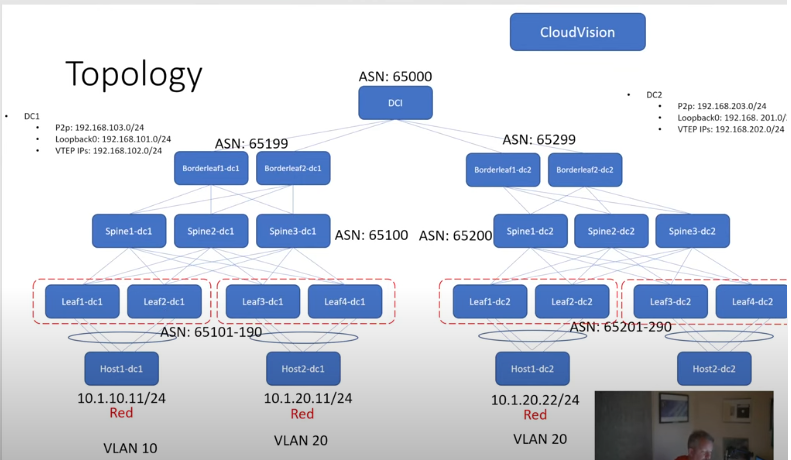 CloudVision
Topology
ASN: 65000
DCI
DC1
P2p: 192.168.103.0/24
Loopback0: 192.168.101.0/24
VTEP IPs: 192.168.102.0/24
DC2
P2p: 192.168.203.0/24
Loopback0: 192.168. 201.0/
VTEP IPs: 192.168.202.0/24
ASN: 65199
ASN: 65299
Borderleaf1-dc1
Borderleaf2-dc1
Borderleaf1-dc2
Borderleaf2-dc2
Spine1-dc1
Spine2-dc1
Spine3-dc1
ASN: 65100
ASN: 65200
Spine1-dc2
Spine2-dc2
Spine3-dc2
Leaf1-dc1
Leaf2-dc1
Leaf3-dc1
Leaf4-dc1
Leaf1-dc2
Leaf2-dc2
Leaf3-dc2
Leaf4-dc2
ASN: 65101-190
ASN: 65201-290
Host1-dc1
Host2-dc1
Host1-dc2
Host2-dc2
10.1.10.11/24
Red
10.1.20.11/24
Red
10.1.20.22/24
Red
VLAN 10
VLAN 20
VLAN 20